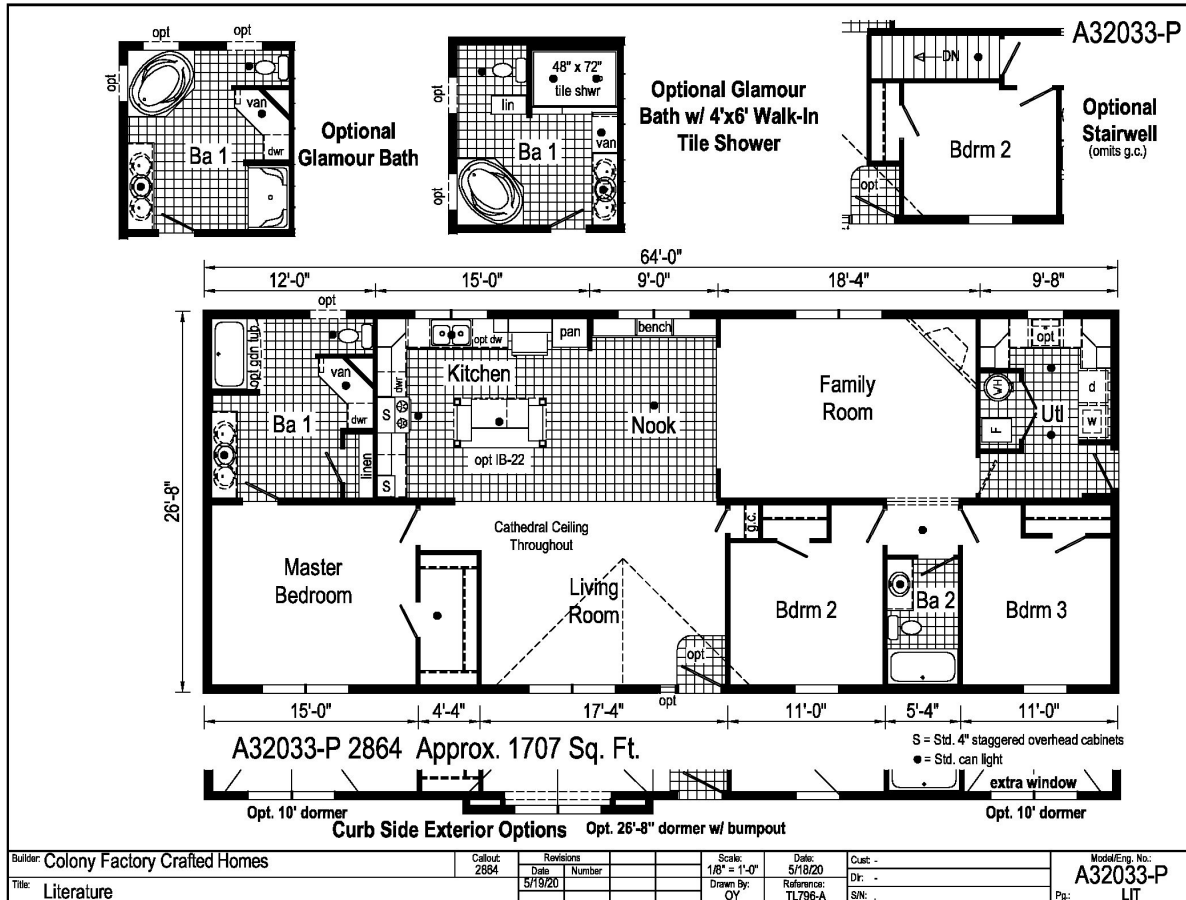 A32033-P
opt
opt
opt
van
dwr
Ba 1
Optional
Glamour Bath
opt
48" x 72"
tile shwr
lin
van
Ba 1
opt
Optional Glamour
Bath w/ 4'x6' Walk-In
Tile Shower
DN
Bdrm 2
opt
Optional
Stairwell
(omits g.c.)
64'-0"
12'-0"
15'-0"
9'-0"
18'-4"
9'-8"
opt
26'-8"
opt gdn tub
van
dwr
Ba 1
linen
opt dw
pan
bench
Kitchen
dwr
S
S
opt IB-22
Nook
Family
Room
opt
WH
F
Utl
d
w
Master
Bedroom
Cathedral Ceiling
Throughout
Living
Room
opt
opt
g.c.
Bdrm 2
Ba 2
Bdrm 3
15'-0"
4'-4"
17'-4"
11'-0"
5'-4"
11'-0"
A32033-P 2864 Approx. 1707 Sq. Ft.
S = Std. 4" staggered overhead cabinets
● = Std. can light
extra window
Opt. 10' dormer
Opt. 10' dormer
Curb Side Exterior Options
Opt. 26'-8" dormer w/ bumpout
Builder: Colony Factory Crafted Homes
Title: Literature
Callout:
2864
Revisions
Date Number
5/19/20
Scale:
1/8" = 1'-0"
Date:
5/18/20
Drawn By:
OY
Reference:
TL796-A
Cust: -
Dir: -
S/N: .
Model/Eng. No.:
A32033-P
Pg.: LIT